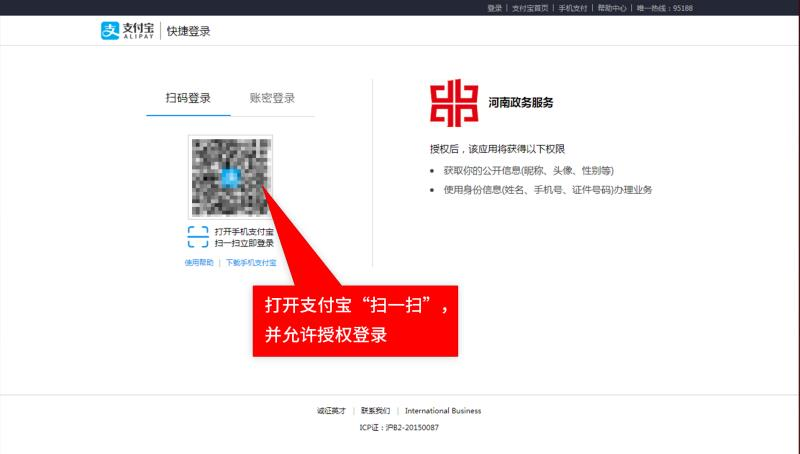 登录 | 支付宝首页 | 手机支付 | 帮助中心 | 唯一热线：95188
支付宝 ALIPAY 快捷登录
扫码登录 账密登录
打开手机支付宝
扫一扫立即登录
使用帮助 | 下载手机支付宝
河南政务服务
授权后，该应用将获得以下权限
获取你的公开信息(昵称、头像、性别等)
使用身份信息(姓名、手机号、证件号码)办理业务
打开支付宝“扫一扫”，
并允许授权登录
诚征英才 | 联系我们 | International Business
ICP证：沪B2-20150087